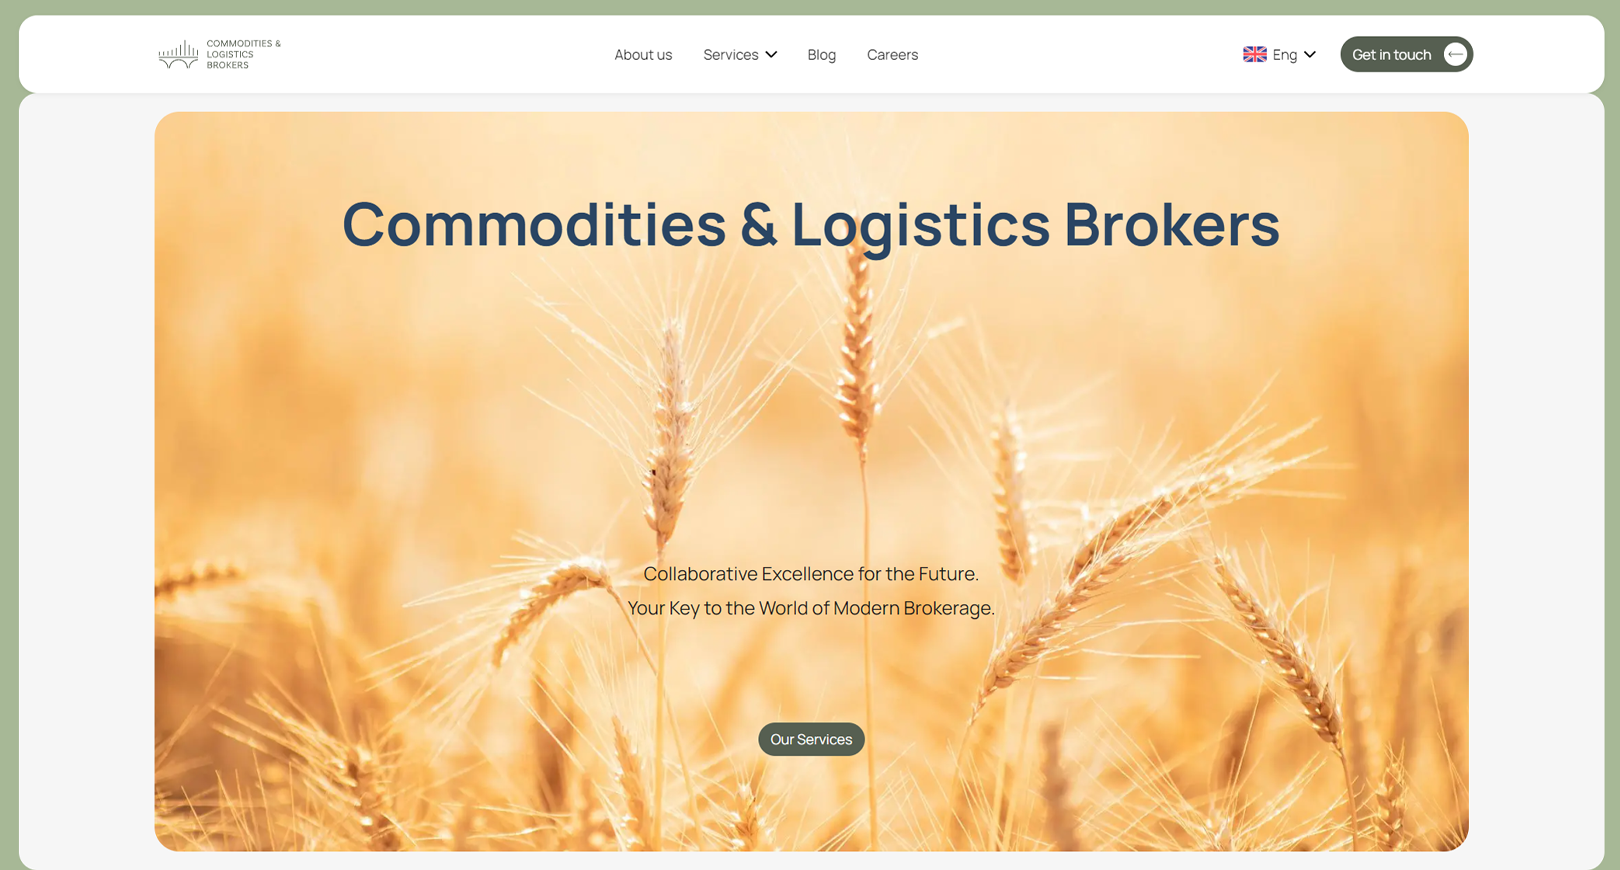 COMMODITIES &
LOGISTICS
BROKERS
About us
Services
Blog
Careers
Eng
Get in touch
Commodities & Logistics Brokers
Collaborative Excellence for the Future.
Your Key to the World of Modern Brokerage.
Our Services